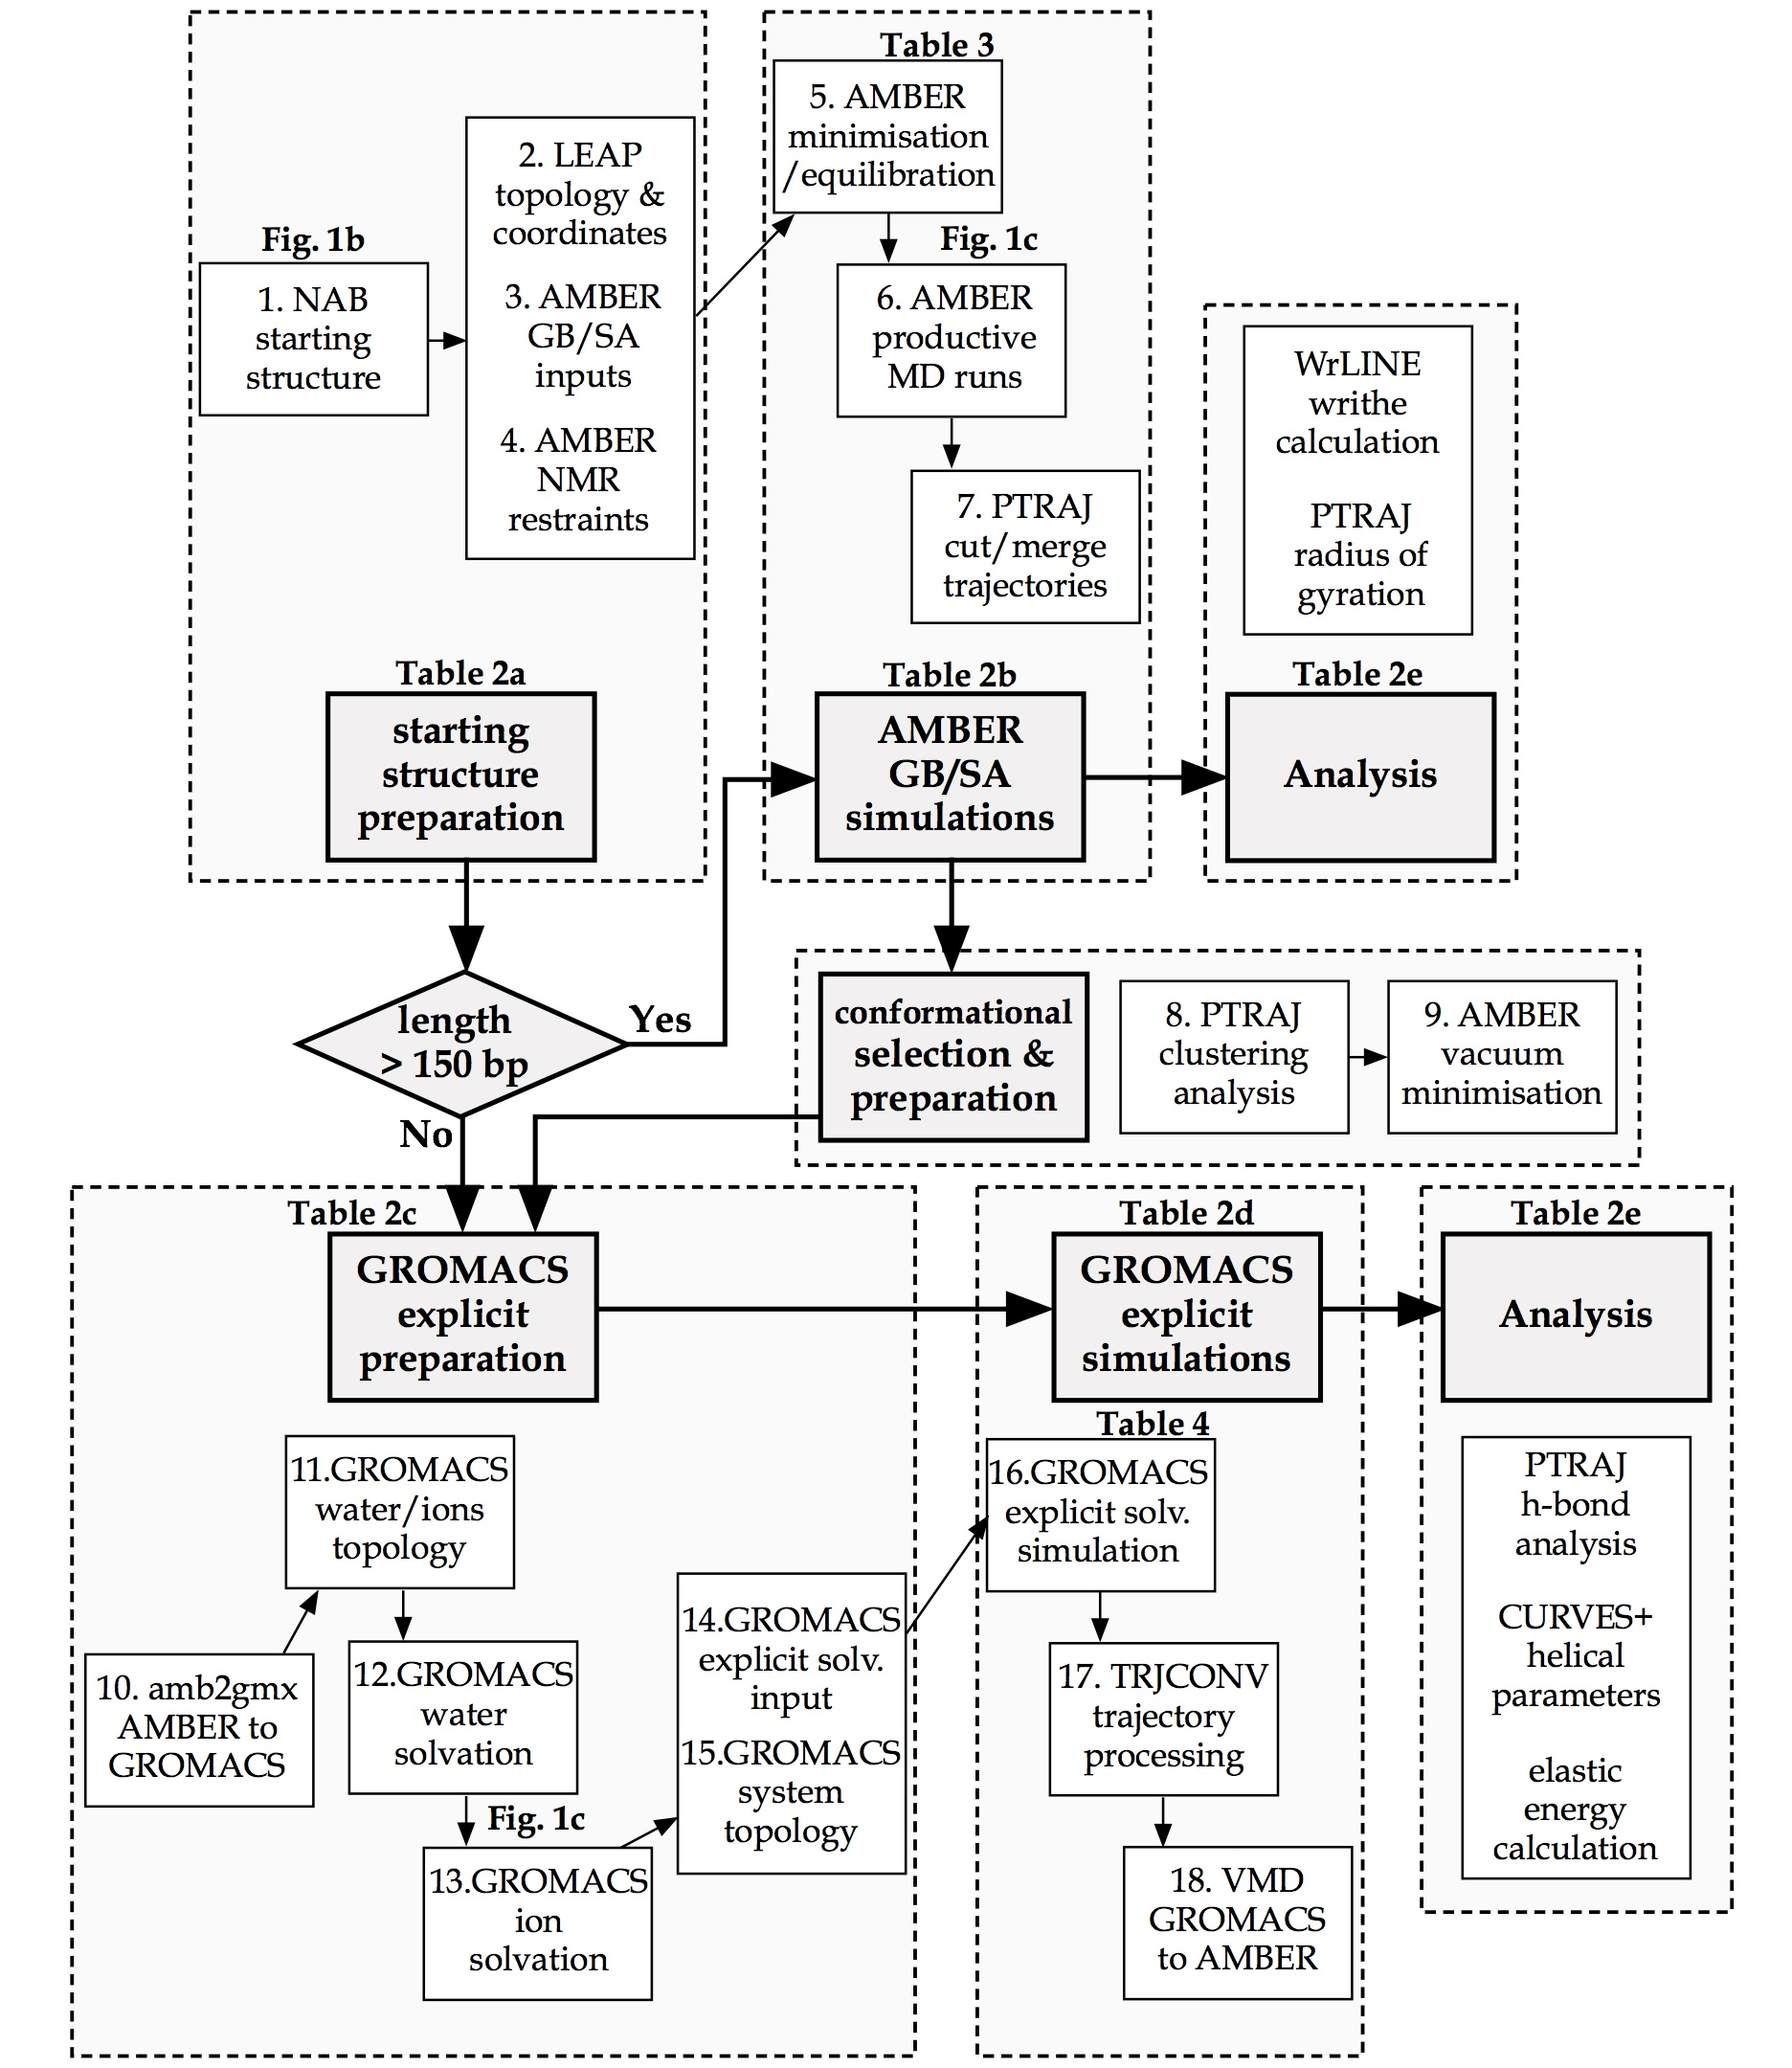 Fig. 1b
1. NAB
starting
structure
2. LEAP
topology &
coordinates
3. AMBER
GB/SA
inputs
4. AMBER
NMR
restraints
Table 2a
starting
structure
preparation
Table 3
5. AMBER
minimisation
/equilibration
Fig. 1c
6. AMBER
productive
MD runs
7. PTRAJ
cut/merge
trajectories
Table 2b
AMBER
GB/SA
simulations
WrLINE
writhe
calculation
PTRAJ
radius of
gyration
Table 2e
Analysis
length
> 150 bp
Yes
No
conformational
selection &
preparation
8. PTRAJ
clustering
analysis
9. AMBER
vacuum
minimisation
Table 2c
GROMACS
explicit
preparation
10. amb2gmx
AMBER to
GROMACS
11.GROMACS
water/ions
topology
12.GROMACS
water
solvation
Fig. 1c
13.GROMACS
ion
solvation
14.GROMACS
explicit solv.
input
15.GROMACS
system
topology
Table 2d
GROMACS
explicit
simulations
Table 4
16.GROMACS
explicit solv.
simulation
17. TRJCONV
trajectory
processing
18. VMD
GROMACS
to AMBER
Table 2e
Analysis
PTRAJ
h-bond
analysis
CURVES+
helical
parameters
elastic
energy
calculation